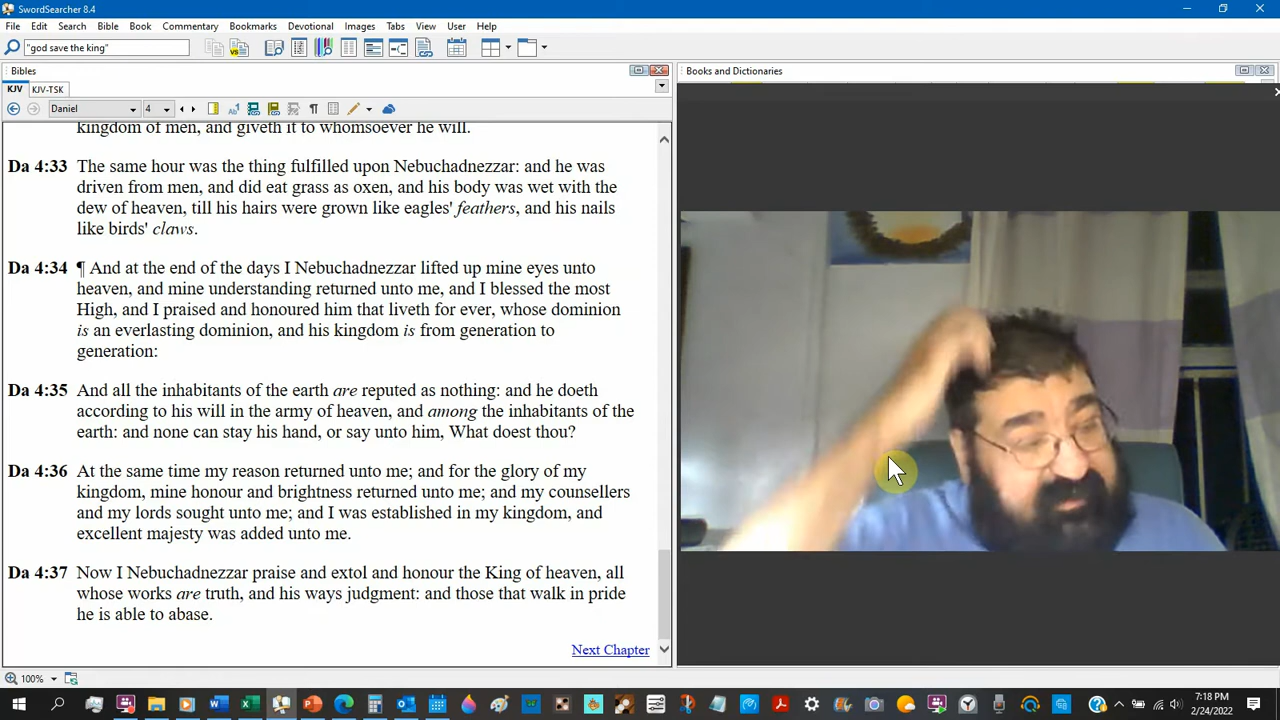 SwordSearcher 8.4
File Edit Search Bible Book Commentary Bookmarks Devotional Images Tabs View User Help
"god save the king"
Bibles
Books and Dictionaries
KJV KJV-TSK
Daniel 4
kingdom of men, and giveth it to whomsoever he will.
Da 4:33 The same hour was the thing fulfilled upon Nebuchadnezzar: and he was
driven from men, and did eat grass as oxen, and his body was wet with the
dew of heaven, till his hairs were grown like eagles' feathers, and his nails
like birds' claws.
Da 4:34 ¶ And at the end of the days I Nebuchadnezzar lifted up mine eyes unto
heaven, and mine understanding returned unto me, and I blessed the most
High, and I praised and honoured him that liveth for ever, whose dominion
is an everlasting dominion, and his kingdom is from generation to
generation:
Da 4:35 And all the inhabitants of the earth are reputed as nothing: and he doeth
according to his will in the army of heaven, and among the inhabitants of the
earth: and none can stay his hand, or say unto him, What doest thou?
Da 4:36 At the same time my reason returned unto me; and for the glory of my
kingdom, mine honour and brightness returned unto me; and my counsellers
and my lords sought unto me; and I was established in my kingdom, and
excellent majesty was added unto me.
Da 4:37 Now I Nebuchadnezzar praise and extol and honour the King of heaven, all
whose works are truth, and his ways judgment: and those that walk in pride
he is able to abase.
Next Chapter
100%
7:18 PM
2/24/2022